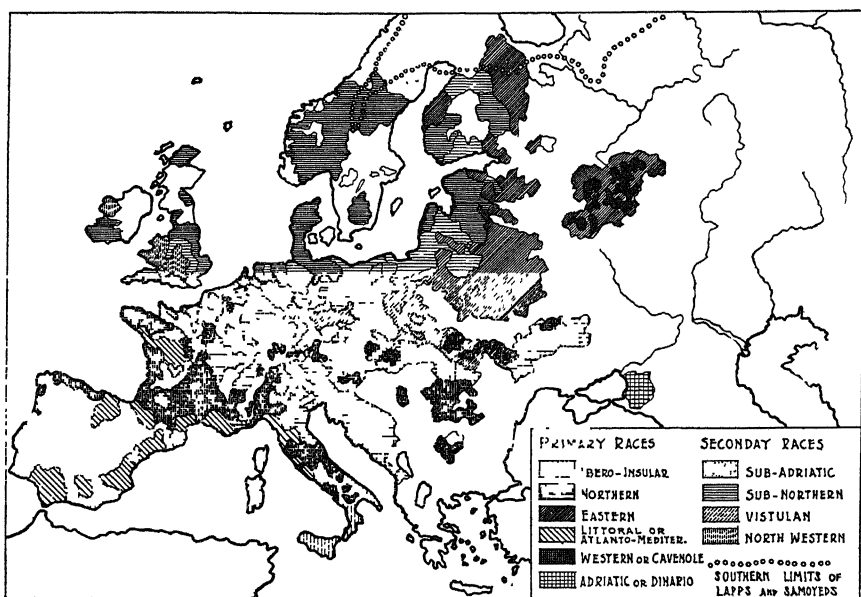 PRIMARY RACES
IBERO-INSULAR
NORTHERN
EASTERN
LITTORAL OR
ATLANTO-MEDITER.
WESTERN OR CAVENOLE
ADRIATIC OR DINARIO
SECONDAY RACES
SUB-ADRIATIC
SUB-NORTHERN
VISTULAN
NORTH WESTERN
SOUTHERN LIMITS OF
LAPPS AND SAMOYEDS